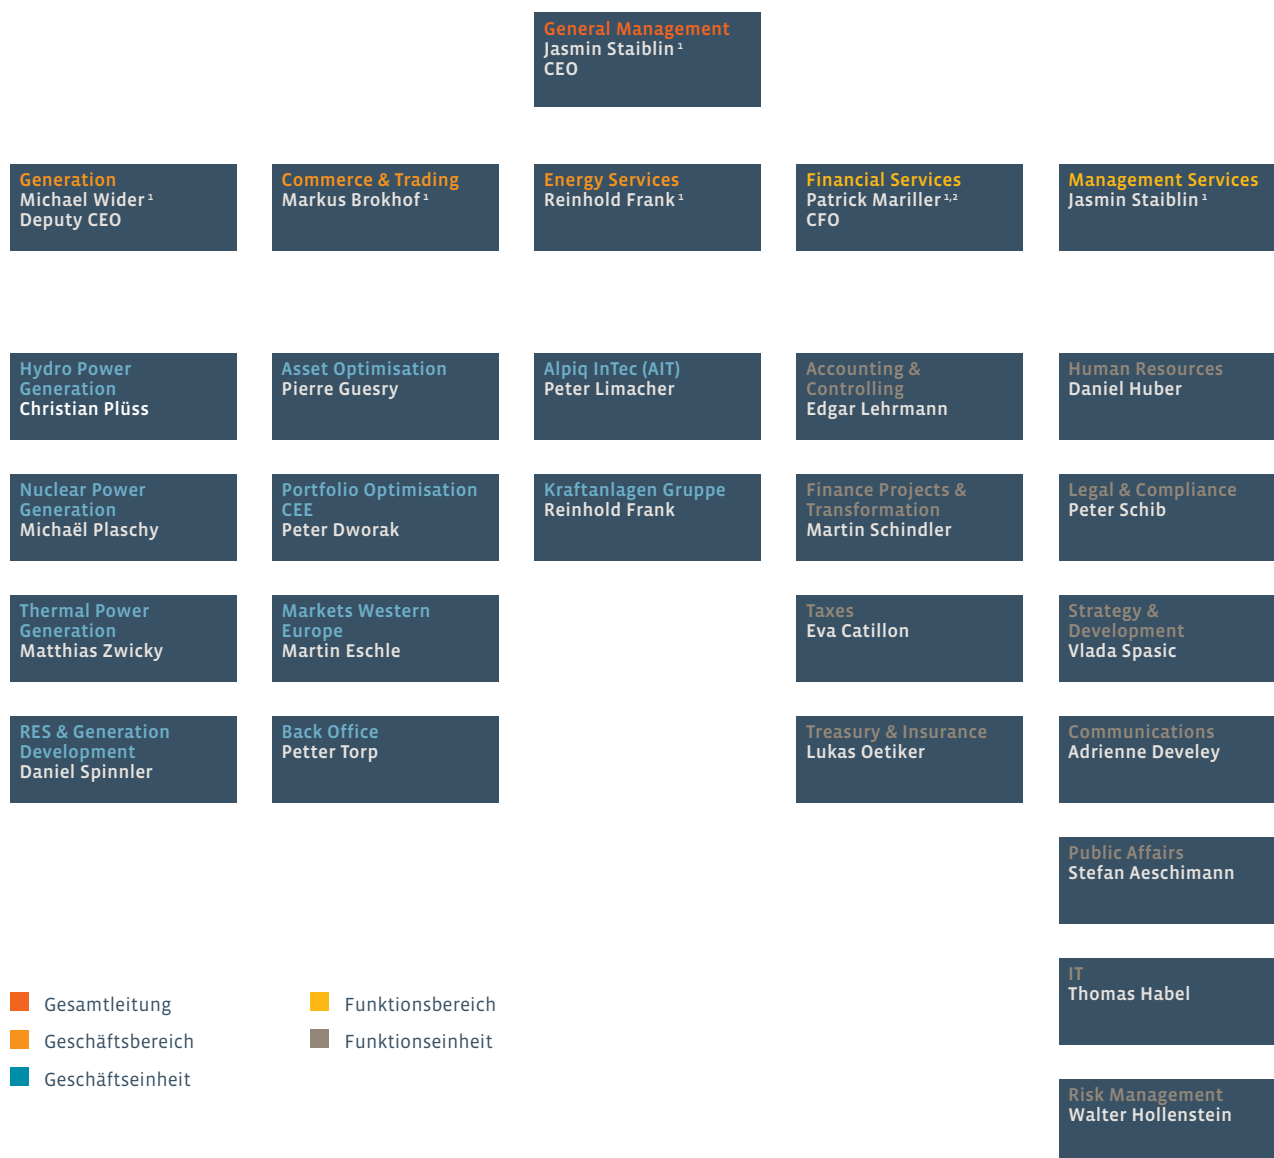 General Management
Jasmin Staiblin ¹
CEO
Generation
Michael Wider ¹
Deputy CEO
Commerce & Trading
Markus Brokhof ¹
Energy Services
Reinhold Frank ¹
Financial Services
Patrick Mariller ¹,²
CFO
Management Services
Jasmin Staiblin ¹
Hydro Power
Generation
Christian Plüss
Asset Optimisation
Pierre Guesry
Alpiq InTec (AIT)
Peter Limacher
Accounting &
Controlling
Edgar Lehrmann
Human Resources
Daniel Huber
Nuclear Power
Generation
Michaël Plaschy
Portfolio Optimisation
CEE
Peter Dworak
Kraftanlagen Gruppe
Reinhold Frank
Finance Projects &
Transformation
Martin Schindler
Legal & Compliance
Peter Schib
Thermal Power
Generation
Matthias Zwicky
Markets Western
Europe
Martin Eschle
Taxes
Eva Catillon
Strategy &
Development
Vlada Spasic
RES & Generation
Development
Daniel Spinnler
Back Office
Petter Torp
Treasury & Insurance
Lukas Oetiker
Communications
Adrienne Develey
Public Affairs
Stefan Aeschimann
IT
Thomas Habel
Risk Management
Walter Hollenstein
Gesamtleitung
Geschäftsbereich
Geschäftseinheit
Funktionsbereich
Funktionseinheit